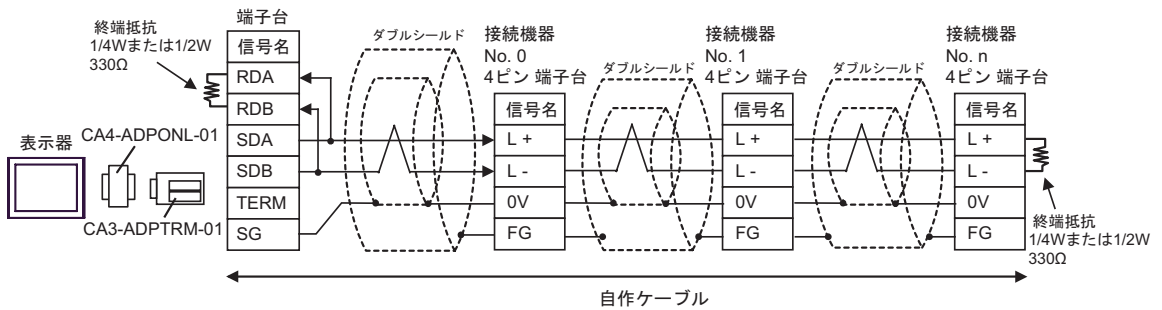 端子台
終端抵抗
1/4Wまたは1/2W
330Ω
信号名
RDA
RDB
SDA
SDB
TERM
SG
表示器
CA4-ADPONL-01
CA3-ADPTRM-01
ダブルシールド
接続機器
No. 0
4ピン 端子台
信号名
L +
L -
0V
FG
ダブルシールド
接続機器
No. 1
4ピン 端子台
信号名
L +
L -
0V
FG
ダブルシールド
接続機器
No. n
4ピン 端子台
信号名
L +
L -
0V
FG
終端抵抗
1/4Wまたは1/2W
330Ω
自作ケーブル